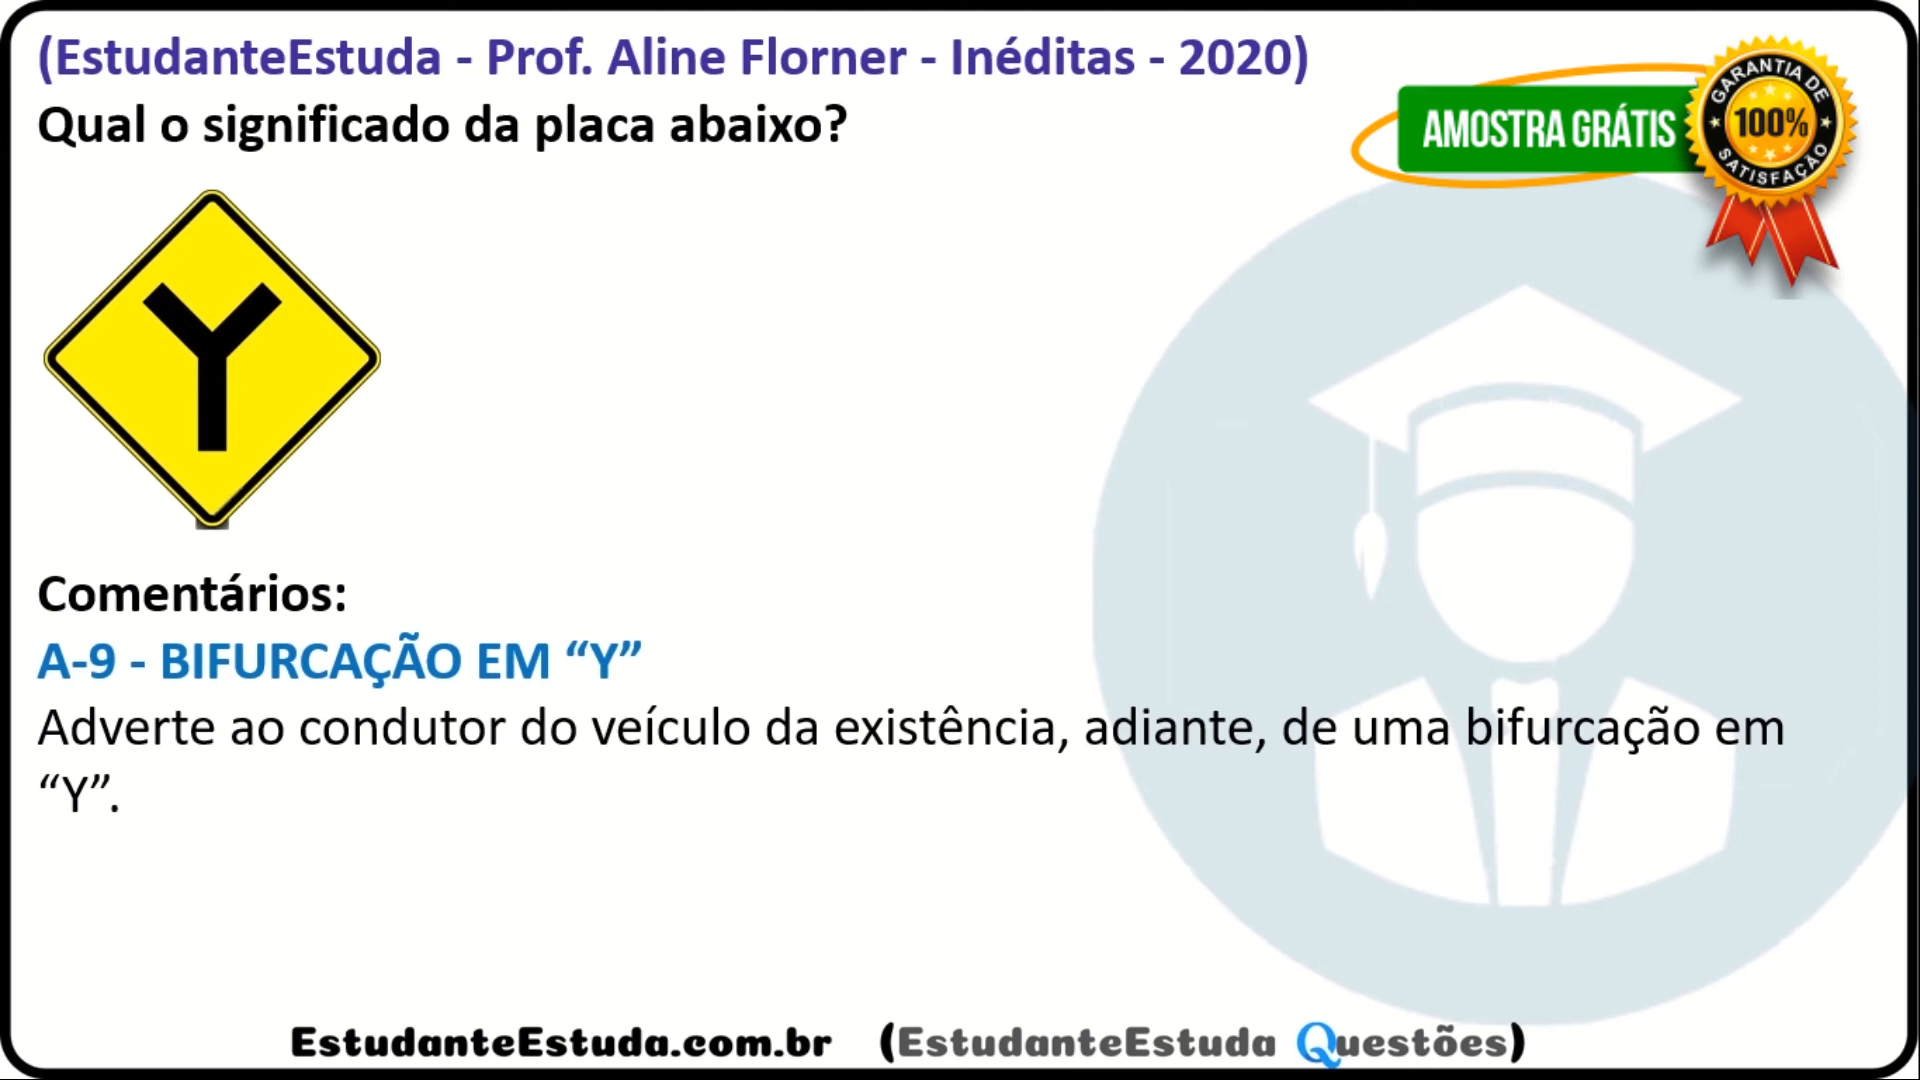 (EstudanteEstuda - Prof. Aline Florner - Inéditas - 2020)
Qual o significado da placa abaixo?
AMOSTRA GRÁTIS
GARANTIA DE
100%
SATISFAÇÃO
Y
Comentários:
A-9 - BIFURCAÇÃO EM “Y”
Adverte ao condutor do veículo da existência, adiante, de uma bifurcação em
“Y”.
EstudanteEstuda.com.br (EstudanteEstuda Questões)